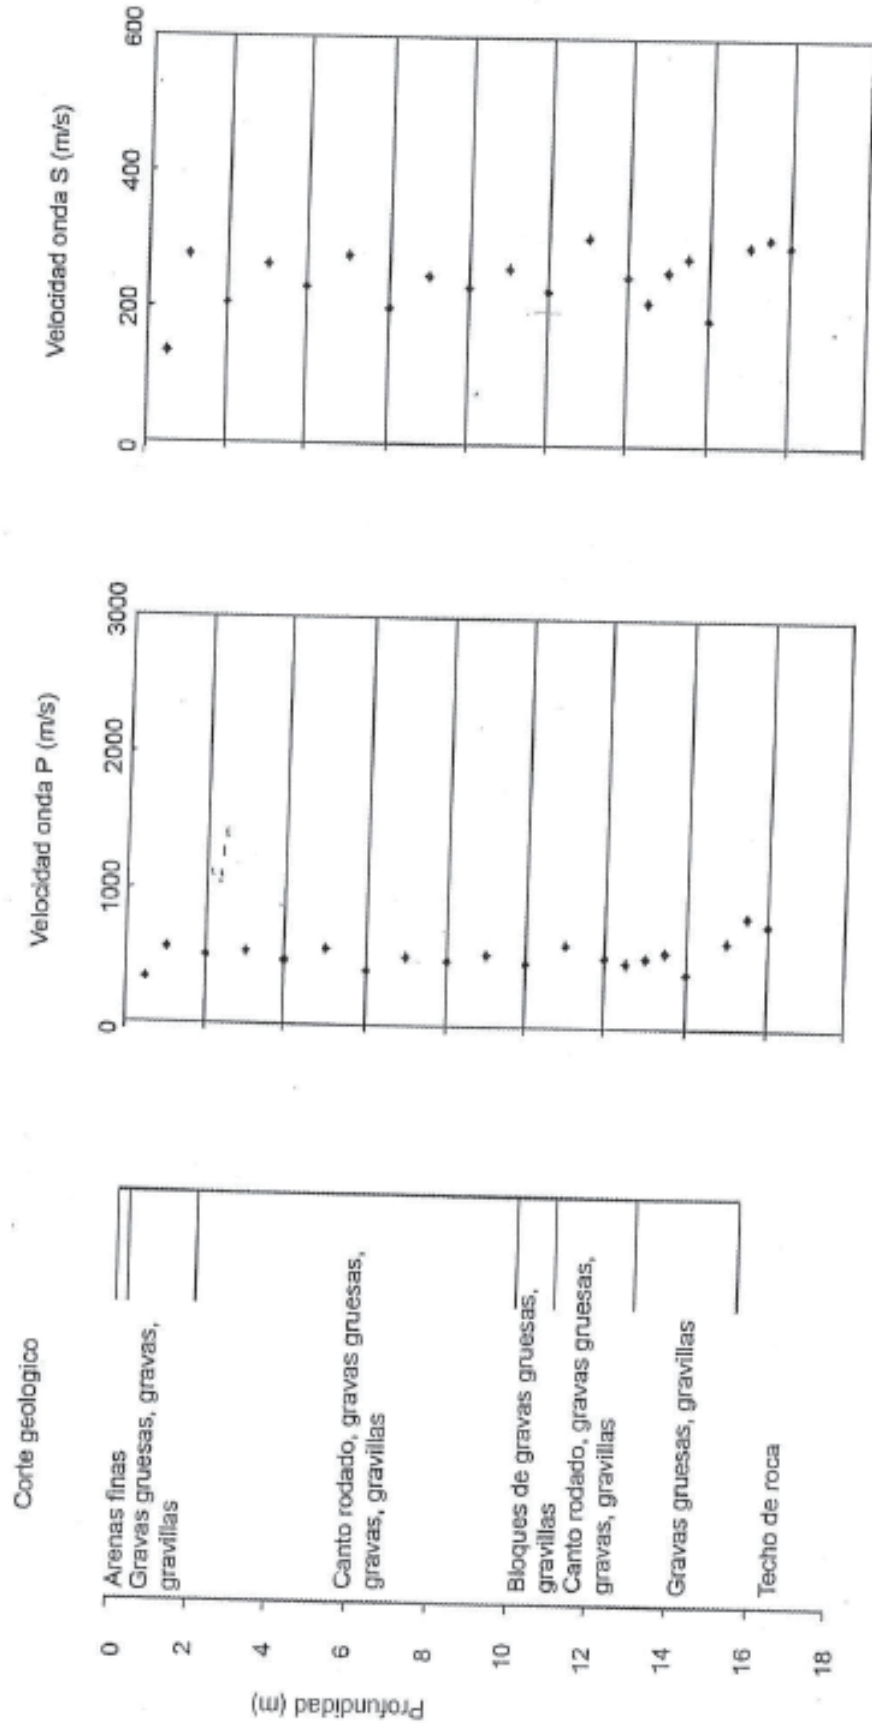 Corte geologico
Velocidad onda P (m/s)
Velocidad onda S (m/s)
0
1000
2000
3000
0
200
400
600
Profundidad (m)
0
2
4
6
8
10
12
14
16
18
Arenas finas
Gravas gruesas, gravas,
gravillas
Canto rodado, gravas gruesas,
gravas, gravillas
Bloques de gravas gruesas,
gravillas
Canto rodado, gravas gruesas,
gravas, gravillas
Gravas gruesas, gravillas
Techo de roca